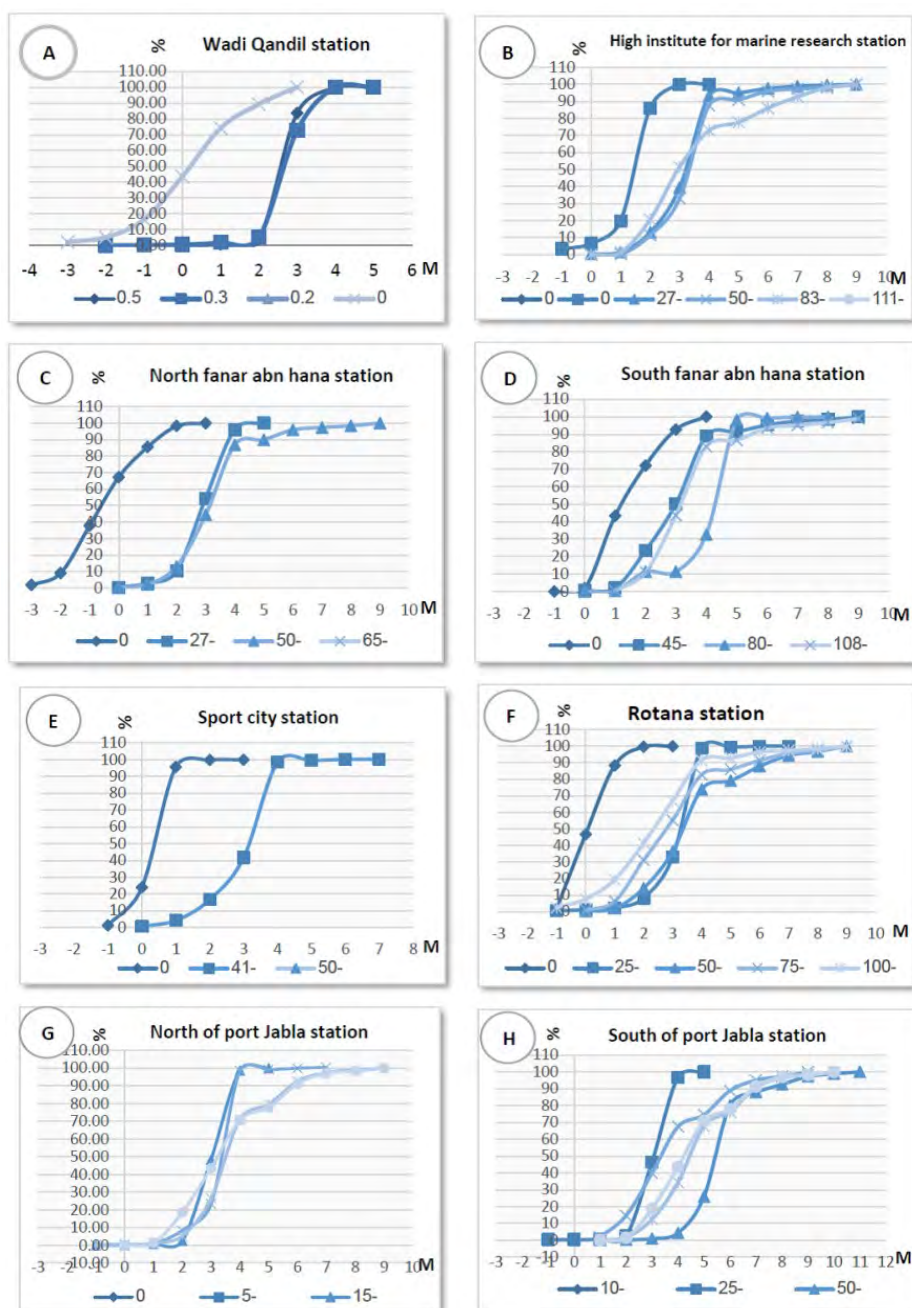 A
Wadi Qandil station
%
110.00
100.00
90.00
80.00
70.00
60.00
50.00
40.00
30.00
20.00
10.00
-4 -3 -2 -1 0 1 2 3 4 5 6 M
0.5 0.3 0.2 0
B
High institute for marine research station
%
110
100
90
80
70
60
50
40
30
20
10
0
-3 -2 -1 0 1 2 3 4 5 6 7 8 9 10
M
0 0 27- 50- 83- 111-
C
North fanar abn hana station
%
110
100
90
80
70
60
50
40
30
20
10
0
-3 -2 -1 0 1 2 3 4 5 6 7 8 9 10
M
0 27- 50- 65-
D
South fanar abn hana station
%
110
100
90
80
70
60
50
40
30
20
10
0
-3 -2 -1 0 1 2 3 4 5 6 7 8 9 10
M
0 45- 80- 108-
E
Sport city station
%
110
100
90
80
70
60
50
40
30
20
10
0
-3 -2 -1 0 1 2 3 4 5 6 7 8
M
0 41- 50-
F
Rotana station
%
110
100
90
80
70
60
50
40
30
20
10
0
-3 -2 -1 0 1 2 3 4 5 6 7 8 9 10
M
0 25- 50- 75- 100-
G
North of port Jabla station
%
110.00
100.00
90.00
80.00
70.00
60.00
50.00
40.00
30.00
20.00
10.00
0.00
-10.00
-3 -2 -1 0 1 2 3 4 5 6 7 8 9 10
M
0 5- 15-
H
South of port Jabla station
%
110
100
90
80
70
60
50
40
30
20
10
0
-10
-3 -2 -1 0 1 2 3 4 5 6 7 8 9 10 11 12
M
10- 25- 50-